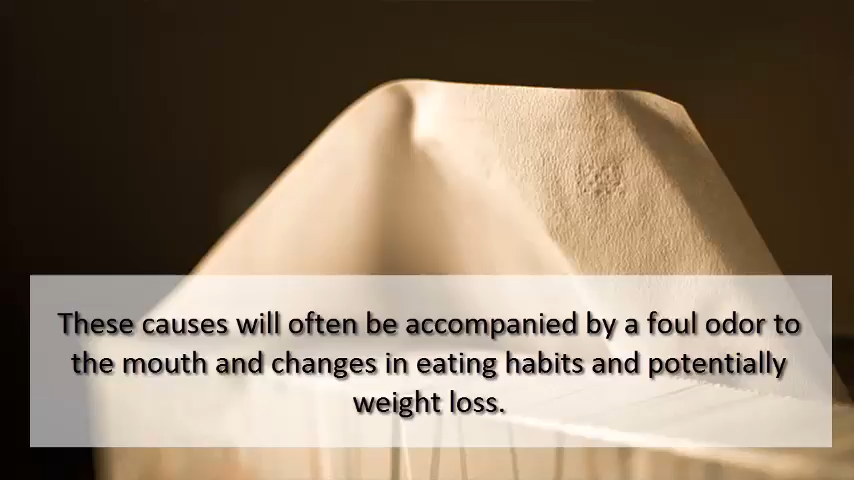 These causes will often be accompanied by a foul odor to
the mouth and changes in eating habits and potentially
weight loss.